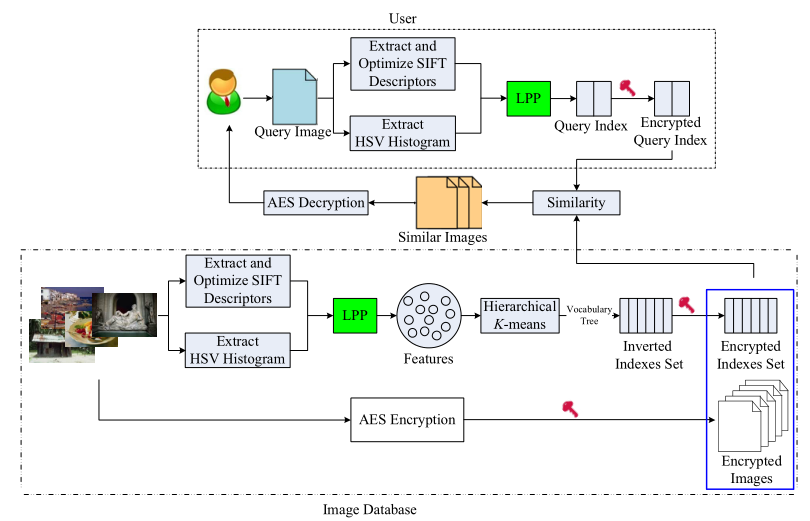 User
Extract and
Optimize SIFT
Descriptors
Extract
HSV Histogram
Query Image
LPP
Query Index
Encrypted
Query Index
AES Decryption
Similar Images
Similarity
Extract and
Optimize SIFT
Descriptors
Extract
HSV Histogram
LPP
Features
Hierarchical
K-means
Vocabulary
Tree
Inverted
Indexes Set
Encrypted
Indexes Set
AES Encryption
Encrypted
Images
Image Database